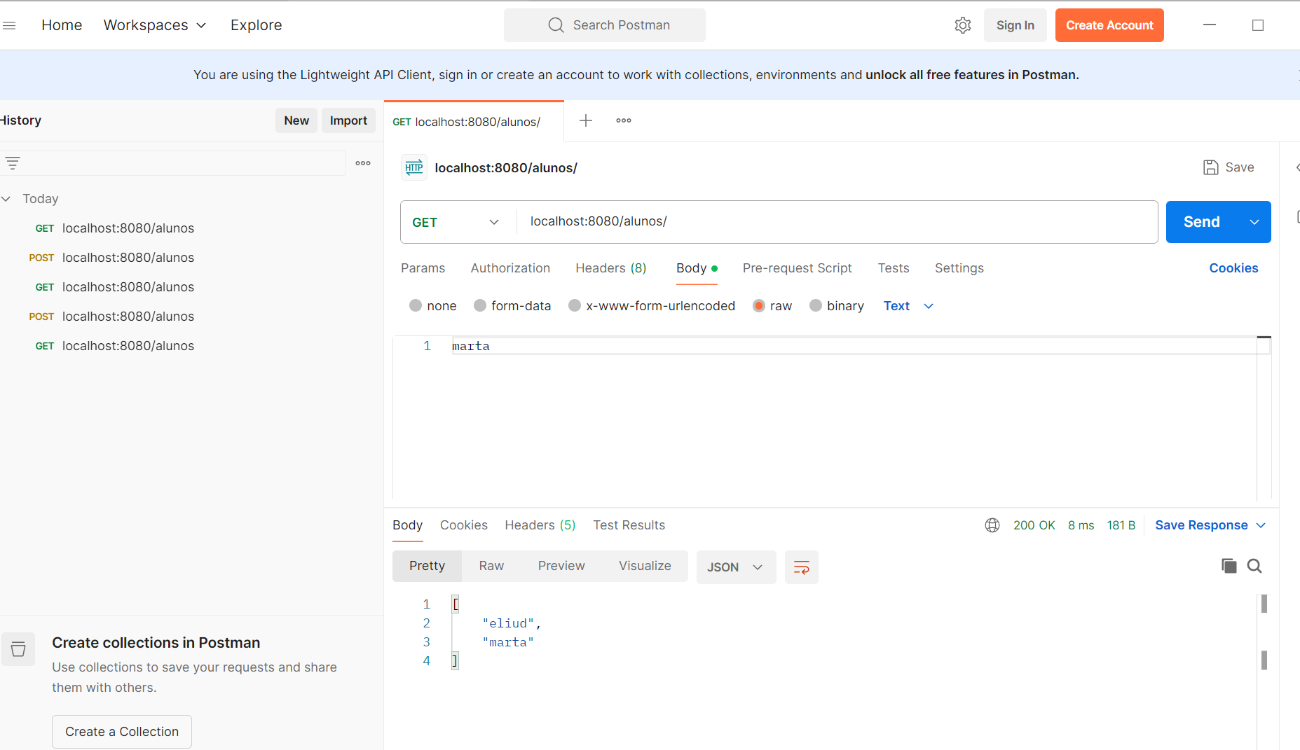 Home Workspaces Explore Search Postman Sign In Create Account
You are using the Lightweight API Client, sign in or create an account to work with collections, environments and unlock all free features in Postman.
History New Import
GET localhost:8080/alunos/
HTTP localhost:8080/alunos/ Save
Today
GET localhost:8080/alunos
POST localhost:8080/alunos
GET localhost:8080/alunos
POST localhost:8080/alunos
GET localhost:8080/alunos
GET localhost:8080/alunos/ Send
Params Authorization Headers (8) Body Pre-request Script Tests Settings Cookies
none form-data x-www-form-urlencoded raw binary Text
1 marta
Body Cookies Headers (5) Test Results 200 OK 8 ms 181 B Save Response
Pretty Raw Preview Visualize JSON
1 [
2 "eliud",
3 "marta"
4 ]
Create collections in Postman
Use collections to save your requests and share
them with others.
Create a Collection